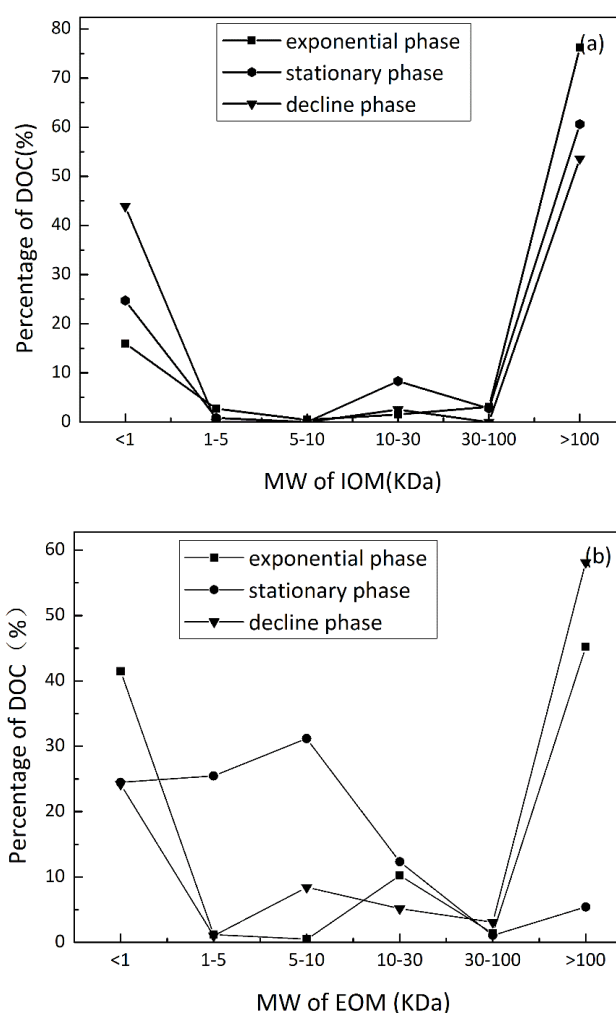 (a)
exponential phase
stationary phase
decline phase
Percentage of DOC(%)
80
70
60
50
40
30
20
10
0
<1 1-5 5-10 10-30 30-100 >100
MW of IOM(KDa)
(b)
exponential phase
stationary phase
decline phase
Percentage of DOC（%）
60
50
40
30
20
10
0
<1 1-5 5-10 10-30 30-100 >100
MW of EOM (KDa)